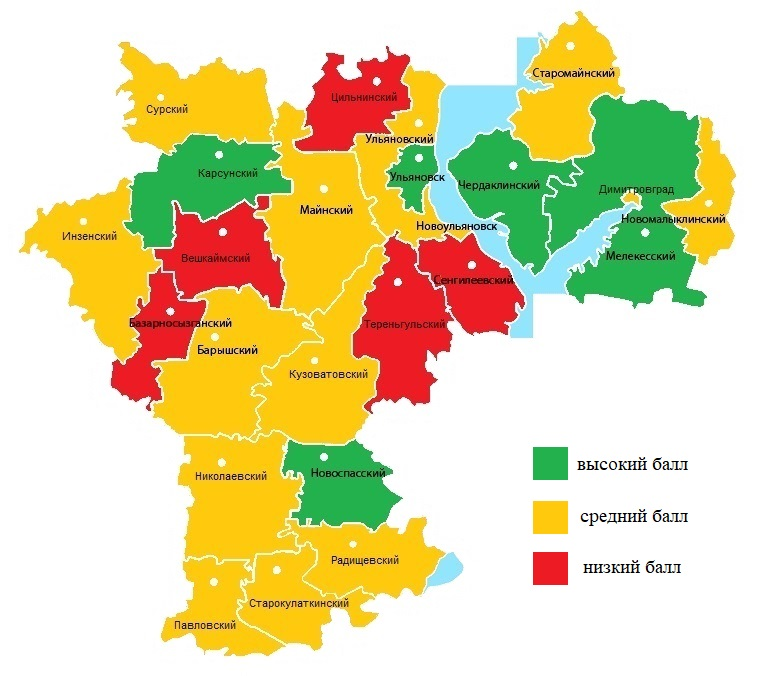 Старомайнский
Цильнинский
Сурский
Ульяновский
Карсунский
Ульяновск
Чердаклинский
Димитровград
Майнский
Новомалыклинский
Новоульяновск
Инзенский
Вешкаймский
Мелекесский
Сенгилеевский
Базарносызганский
Тереньгульский
Барышский
Кузоватовский
высокий балл
Новоспасский
Николаевский
средний балл
Радищевский
низкий балл
Старокулаткинский
Павловский